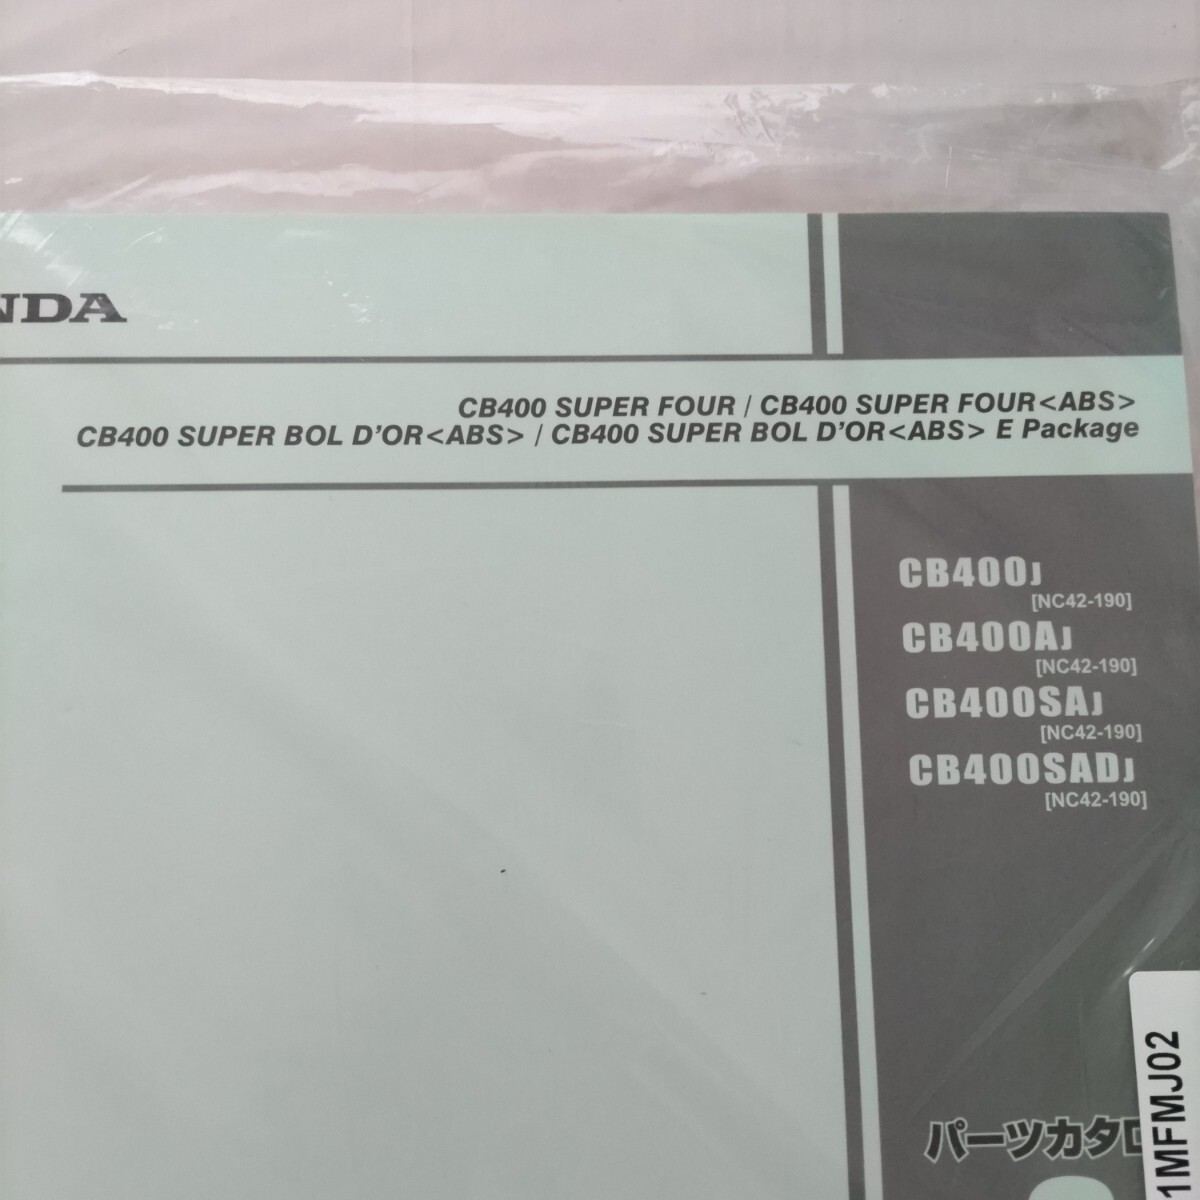 NDA
CB400 SUPER FOUR / CB400 SUPER FOUR<ABS>
CB400 SUPER BOL D'OR<ABS> / CB400 SUPER BOL D'OR<ABS> E Package
CB400J
[NC42-190]
CB400AJ
[NC42-190]
CB400SAJ
[NC42-190]
CB400SADJ
[NC42-190]
パーツカタロ
1MFMJ02